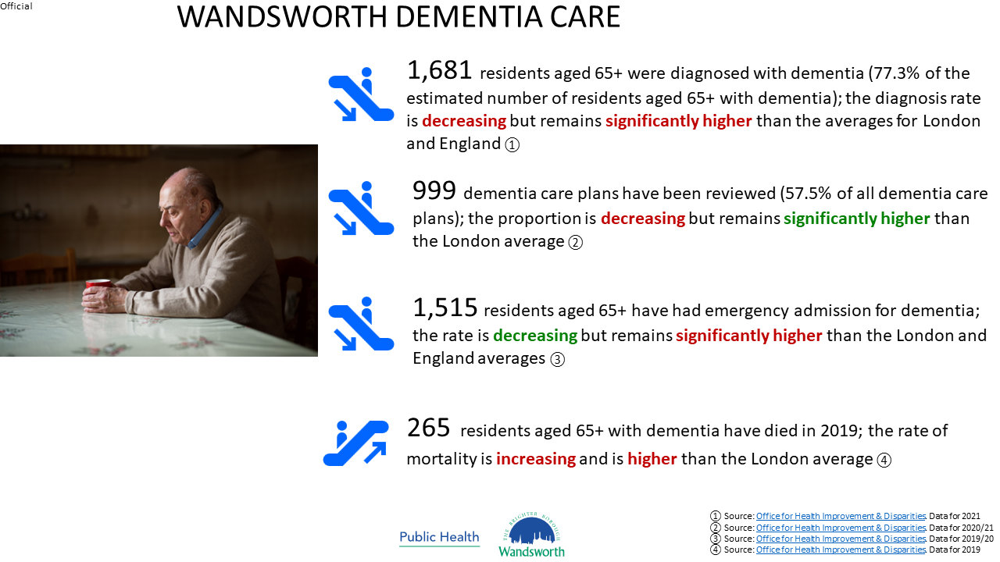 Official
WANDSWORTH DEMENTIA CARE
1,681 residents aged 65+ were diagnosed with dementia (77.3% of the
estimated number of residents aged 65+ with dementia); the diagnosis rate
is decreasing but remains significantly higher than the averages for London
and England ①
999 dementia care plans have been reviewed (57.5% of all dementia care
plans); the proportion is decreasing but remains significantly higher than
the London average ②
1,515 residents aged 65+ have had emergency admission for dementia;
the rate is decreasing but remains significantly higher than the London and
England averages ③
265 residents aged 65+ with dementia have died in 2019; the rate of
mortality is increasing and is higher than the London average ④
Public Health
THE BRIGHTER BOROUGH
Wandsworth
① Source: Office for Health Improvement & Disparities. Data for 2021
② Source: Office for Health Improvement & Disparities. Data for 2020/21
③ Source: Office for Health Improvement & Disparities. Data for 2019/20
④ Source: Office for Health Improvement & Disparities. Data for 2019